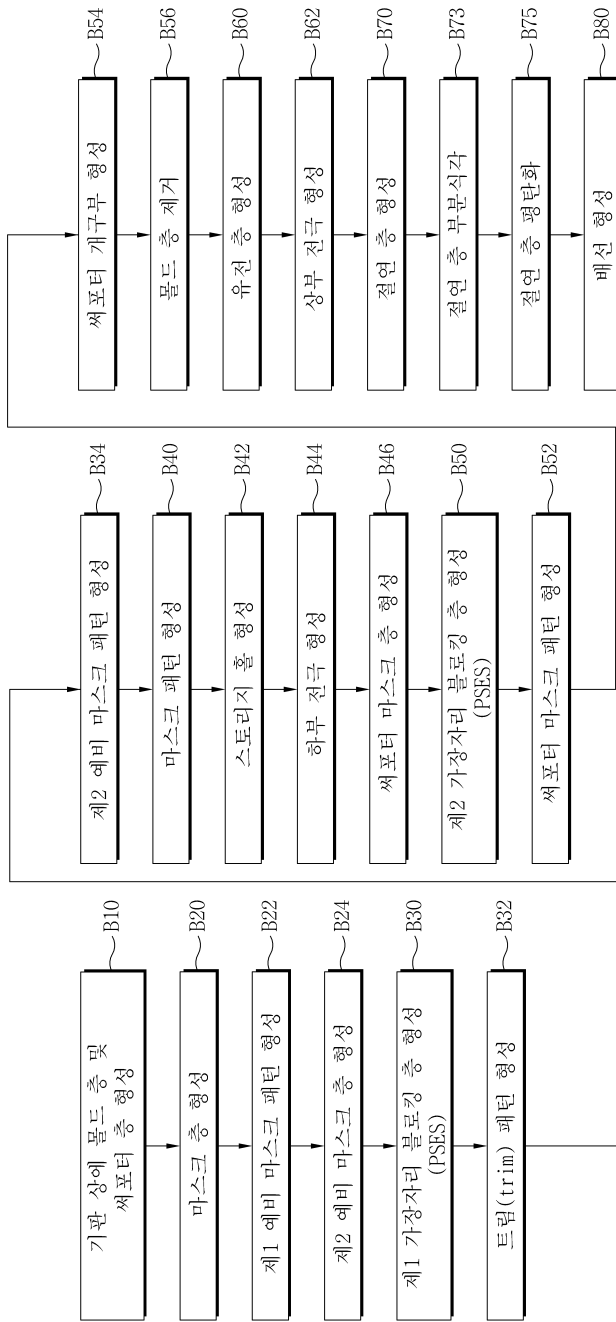 기판 상에 몰드 층 및
써포터 층 형성
B10
마스크 층 형성
B20
제1 예비 마스크 패턴 형성
B22
제2 예비 마스크 층 형성
B24
제1 가장자리 블로킹 층 형성
(PSES)
B30
트림(trim) 패턴 형성
B32
제2 예비 마스크 패턴 형성
B34
마스크 패턴 형성
B40
스토리지 홀 형성
B42
하부 전극 형성
B44
써포터 마스크 층 형성
B46
제2 가장자리 블로킹 층 형성
(PSES)
B50
써포터 마스크 패턴 형성
B52
써포터 개구부 형성
B54
몰드 층 제거
B56
유전 층 형성
B60
상부 전극 형성
B62
절연 층 형성
B70
절연 층 부분식각
B73
절연 층 평탄화
B75
배선 형성
B80